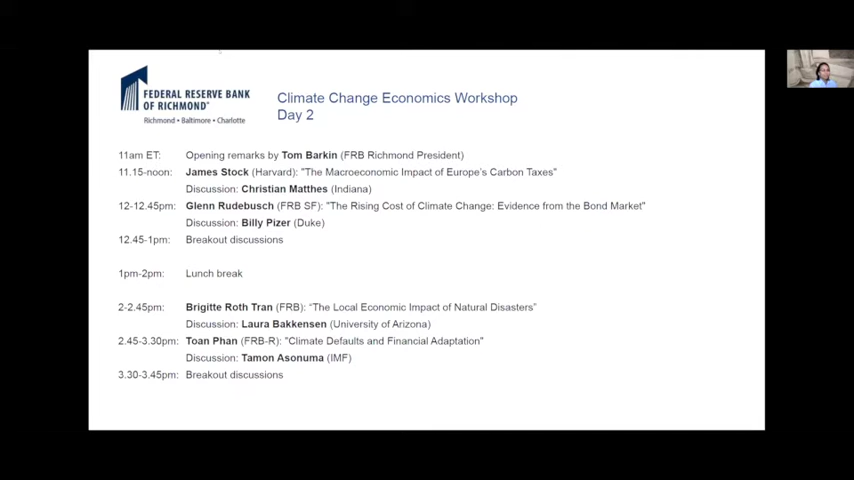 FEDERAL RESERVE BANK
OF RICHMOND
Richmond • Baltimore • Charlotte
Climate Change Economics Workshop
Day 2
11am ET: Opening remarks by Tom Barkin (FRB Richmond President)
11.15-noon: James Stock (Harvard): "The Macroeconomic Impact of Europe's Carbon Taxes"
Discussion: Christian Matthes (Indiana)
12-12.45pm: Glenn Rudebusch (FRB SF): "The Rising Cost of Climate Change: Evidence from the Bond Market"
Discussion: Billy Pizer (Duke)
12.45-1pm: Breakout discussions
1pm-2pm: Lunch break
2-2.45pm: Brigitte Roth Tran (FRB): “The Local Economic Impact of Natural Disasters”
Discussion: Laura Bakkensen (University of Arizona)
2.45-3.30pm: Toan Phan (FRB-R): "Climate Defaults and Financial Adaptation"
Discussion: Tamon Asonuma (IMF)
3.30-3.45pm: Breakout discussions